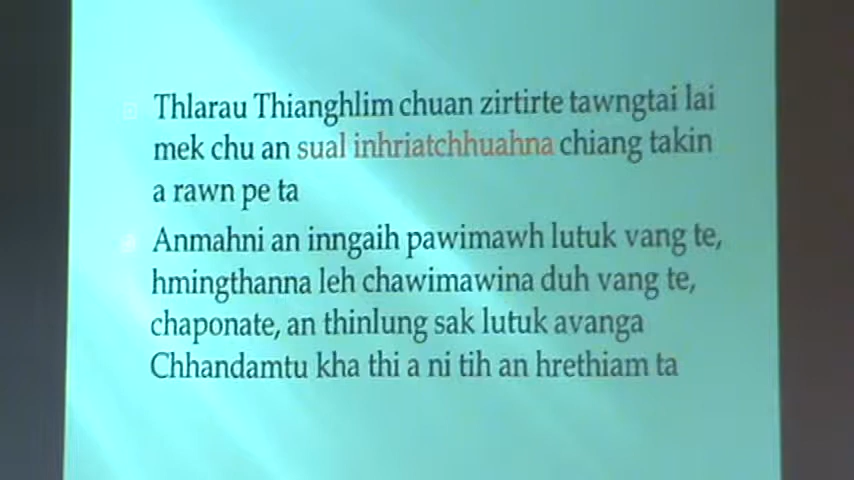 Thlarau Thianghlim chuan zirtirte tawngtai lai
mek chu an sual inhriatchhuahna chiang takin
a rawn pe ta
Anmahni an inngaih pawimawh lutuk vang te,
hmingthanna leh chawimawina duh vang te,
chaponate, an thinlung sak lutuk avanga
Chhandamtu kha thi a ni tih an hrethiam ta